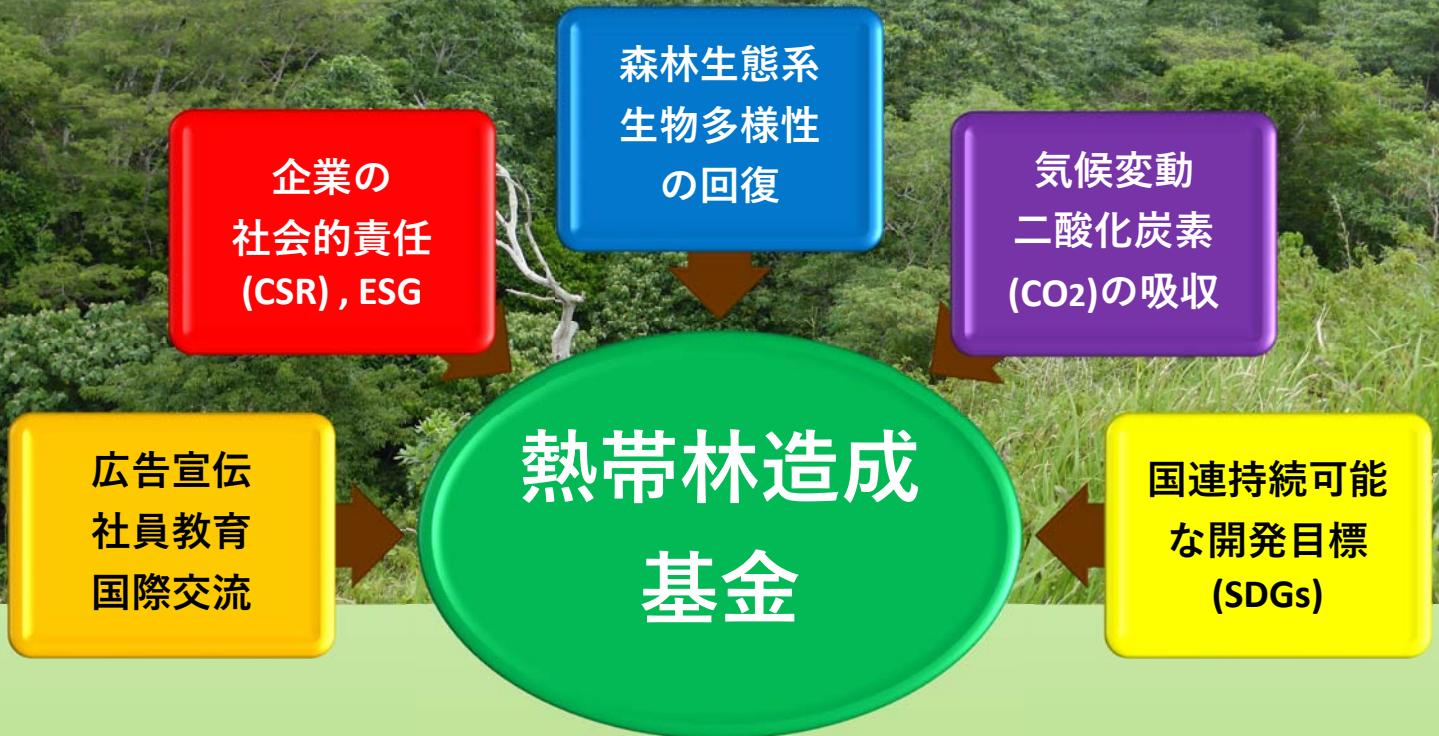 森林生態系
生物多様性
の回復
企業の
社会的責任
(CSR) , ESG
気候変動
二酸化炭素
(CO2)の吸収
広告宣伝
社員教育
国際交流
熱帯林造成
基金
国連持続可能
な開発目標
(SDGs)